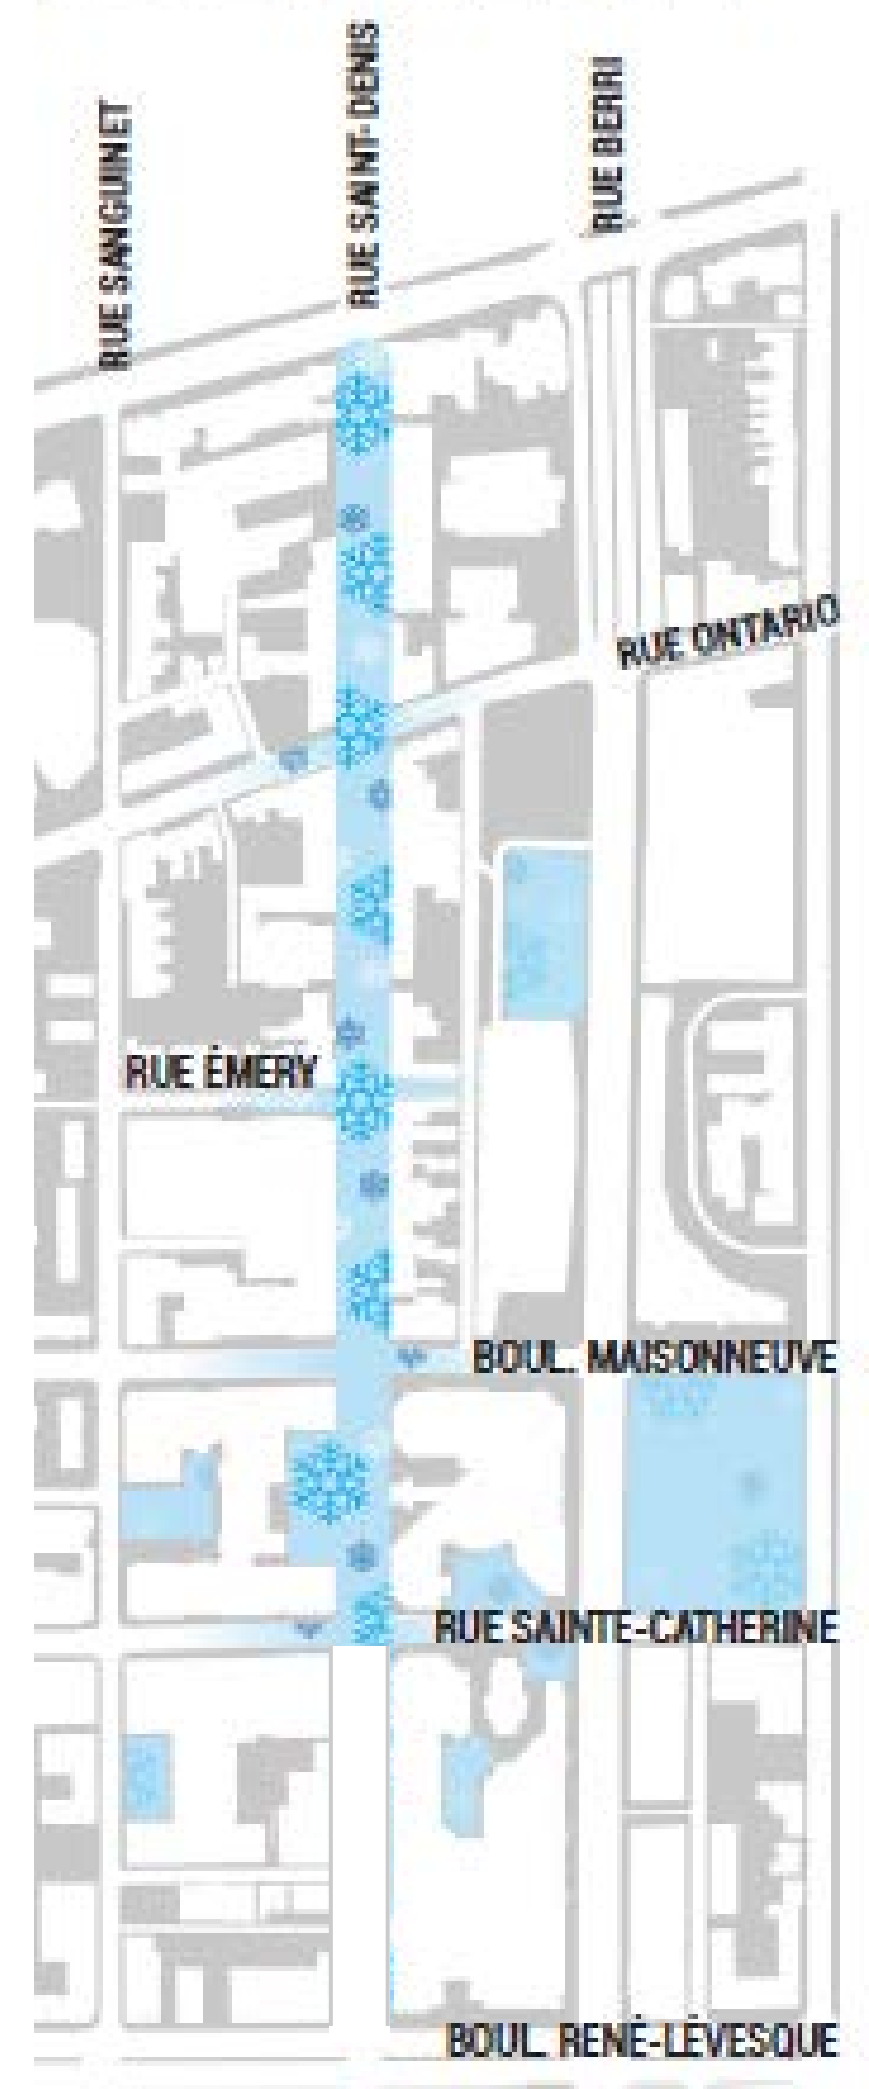 RUE SANGUINET
RUE SAINT-DENIS
RUE BERRI
RUE ONTARIO
RUE ÉMERY
BOUL. MAISONNEUVE
RUE SAINTE-CATHERINE
BOUL. RENÉ-LÉVESQUE